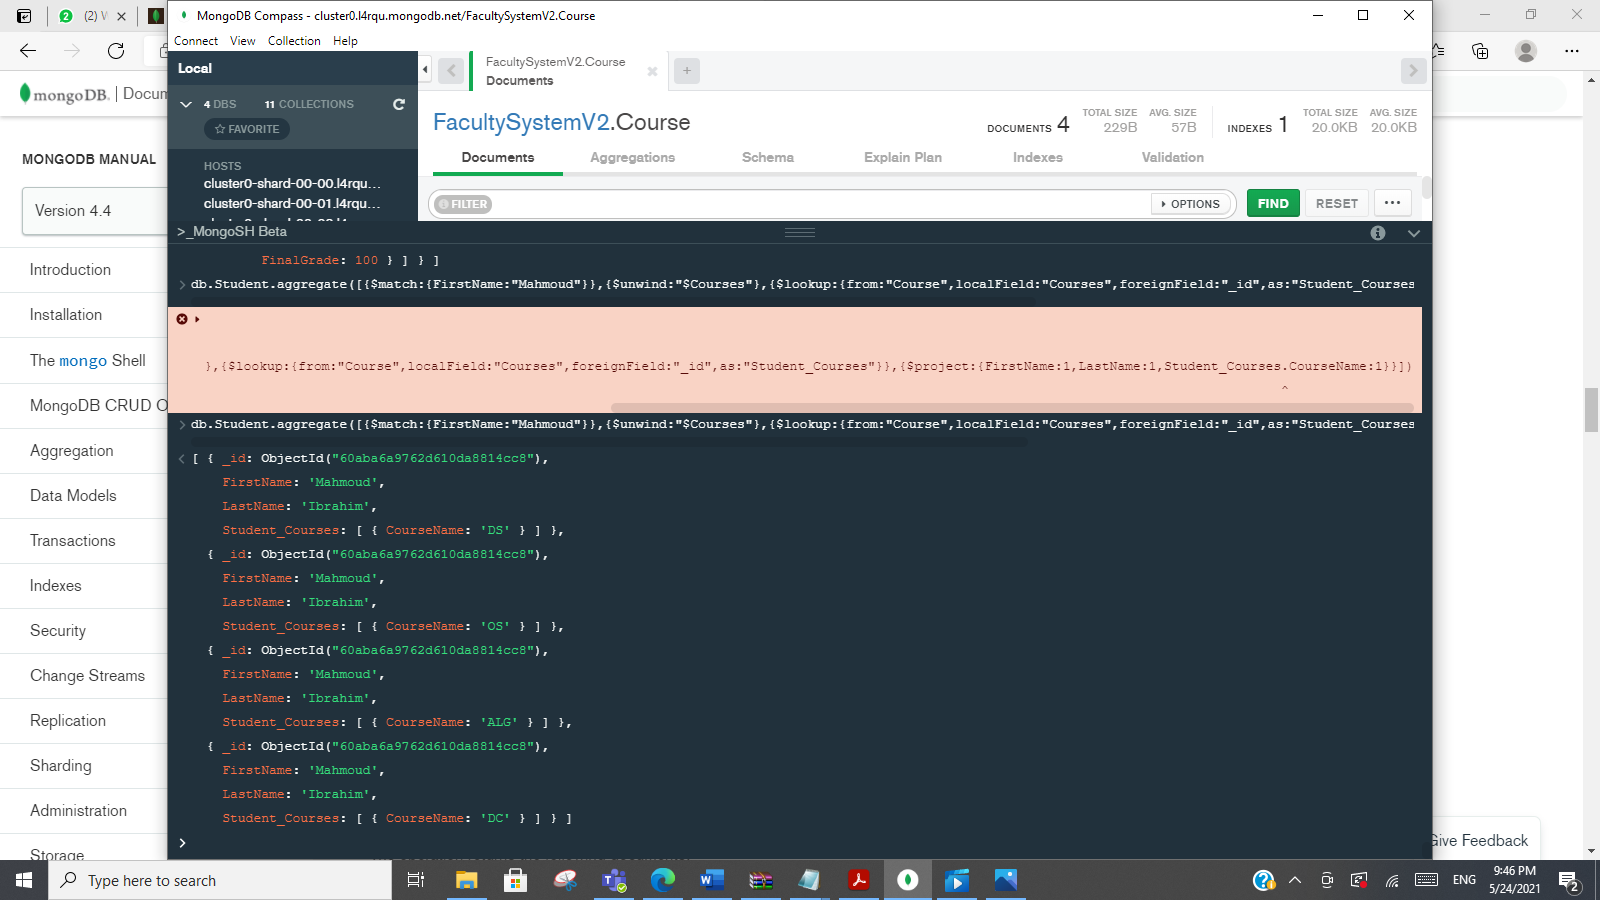 (2) W
MongoDB Compass - cluster0.l4rqu.mongodb.net/FacultySystemV2.Course
Connect View Collection Help
Local
4 DBS 11 COLLECTIONS
FAVORITE
HOSTS
cluster0-shard-00-00.l4rqu...
cluster0-shard-00-01.l4rqu...
FacultySystemV2.Course
Documents
FacultySystemV2.Course
DOCUMENTS 4
TOTAL SIZE 229B
AVG. SIZE 57B
INDEXES 1
TOTAL SIZE 20.0KB
AVG. SIZE 20.0KB
Documents Aggregations Schema Explain Plan Indexes Validation
FILTER OPTIONS FIND RESET ...
mongoDB. Docum
MONGODB MANUAL
Version 4.4
Introduction
Installation
The mongo Shell
MongoDB CRUD O
Aggregation
Data Models
Transactions
Indexes
Security
Change Streams
Replication
Sharding
Administration
Storage
>_MongoSH Beta
FinalGrade: 100 } ] } ]
db.Student.aggregate([{$match:{FirstName:"Mahmoud"}},{$unwind:"$Courses"},{$lookup:{from:"Course",localField:"Courses",foreignField:"_id",as:"Student_Courses
},{$lookup:{from:"Course",localField:"Courses",foreignField:"_id",as:"Student_Courses"}},{$project:{FirstName:1,LastName:1,Student_Courses.CourseName:1}}])
^
db.Student.aggregate([{$match:{FirstName:"Mahmoud"}},{$unwind:"$Courses"},{$lookup:{from:"Course",localField:"Courses",foreignField:"_id",as:"Student_Courses
[ { _id: ObjectId("60aba6a9762d610da8814cc8"),
FirstName: 'Mahmoud',
LastName: 'Ibrahim',
Student_Courses: [ { CourseName: 'DS' } ] },
{ _id: ObjectId("60aba6a9762d610da8814cc8"),
FirstName: 'Mahmoud',
LastName: 'Ibrahim',
Student_Courses: [ { CourseName: 'OS' } ] },
{ _id: ObjectId("60aba6a9762d610da8814cc8"),
FirstName: 'Mahmoud',
LastName: 'Ibrahim',
Student_Courses: [ { CourseName: 'ALG' } ] },
{ _id: ObjectId("60aba6a9762d610da8814cc8"),
FirstName: 'Mahmoud',
LastName: 'Ibrahim',
Student_Courses: [ { CourseName: 'DC' } ] } ]
>
Give Feedback
Type here to search
ENG
9:46 PM
5/24/2021
2